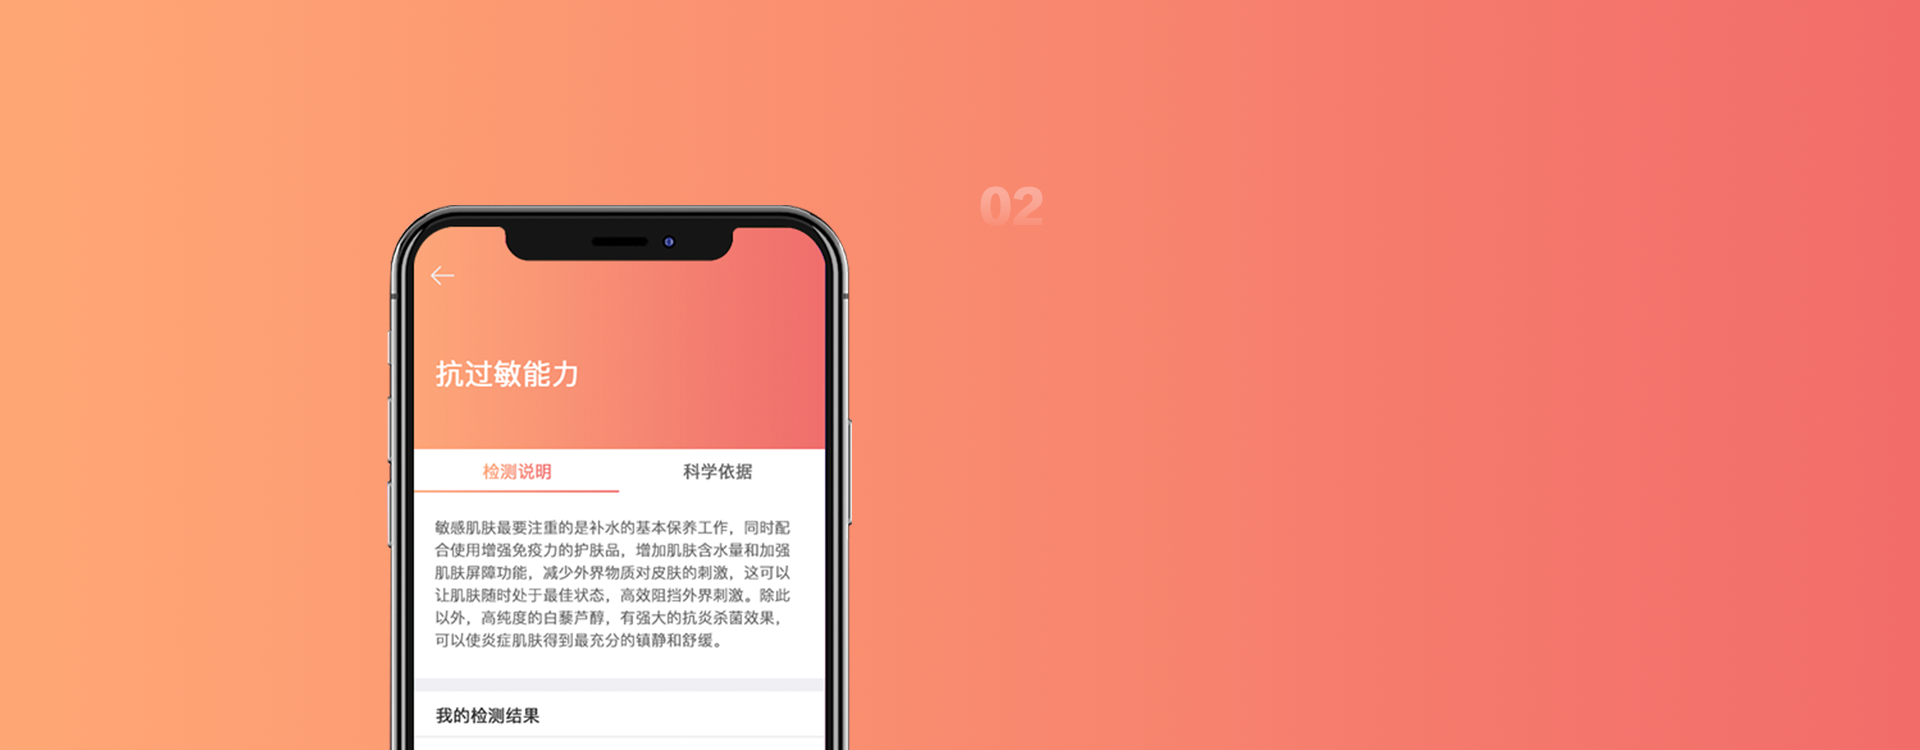 02
抗过敏能力
检测说明 科学依据
敏感肌肤最要注重的是补水的基本保养工作，同时配
合使用增强免疫力的护肤品，增加肌肤含水量和加强
肌肤屏障功能，减少外界物质对皮肤的刺激，这可以
让肌肤随时处于最佳状态，高效阻挡外界刺激。除此
以外，高纯度的白藜芦醇，有强大的抗炎杀菌效果，
可以使炎症肌肤得到最充分的镇静和舒缓。
我的检测结果